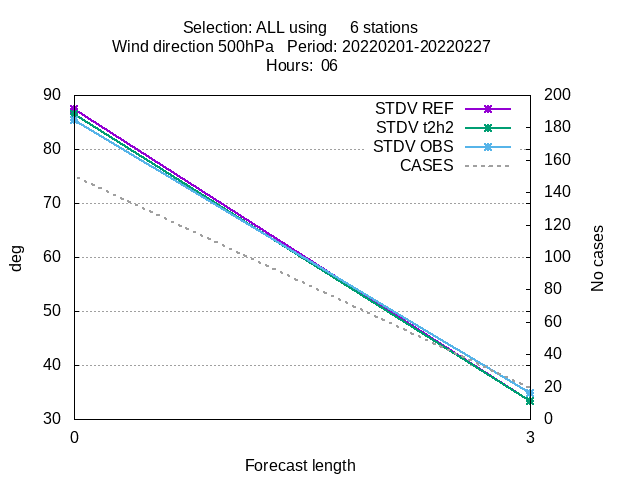 Selection: ALL using     6 stations
Wind direction 500hPa   Period: 20220201-20220227
Hours:  06
90 200
STDV REF
180
STDV t2h2
80 STDV OBS
160
CASES
140
70
120
deg
60 100
No cases
80
50
60
40 40
20
30 0
0 3
Forecast length